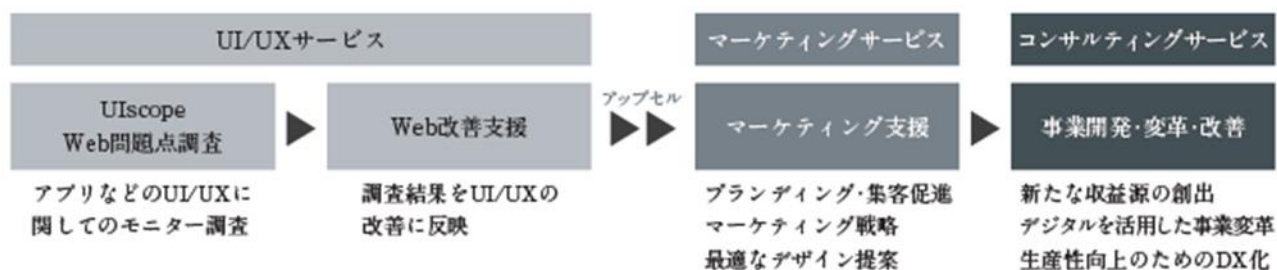 UI/UXサービス
マーケティングサービス
コンサルティングサービス
UIscope
Web問題点調査
Web改善支援
アップセル
マーケティング支援
事業開発・変革・改善
アプリなどのUI/UXに
関してのモニター調査
調査結果をUI/UXの
改善に反映
ブランディング・集客促進
マーケティング戦略
最適なデザイン提案
新たな収益源の創出
デジタルを活用した事業変革
生産性向上のためのDX化